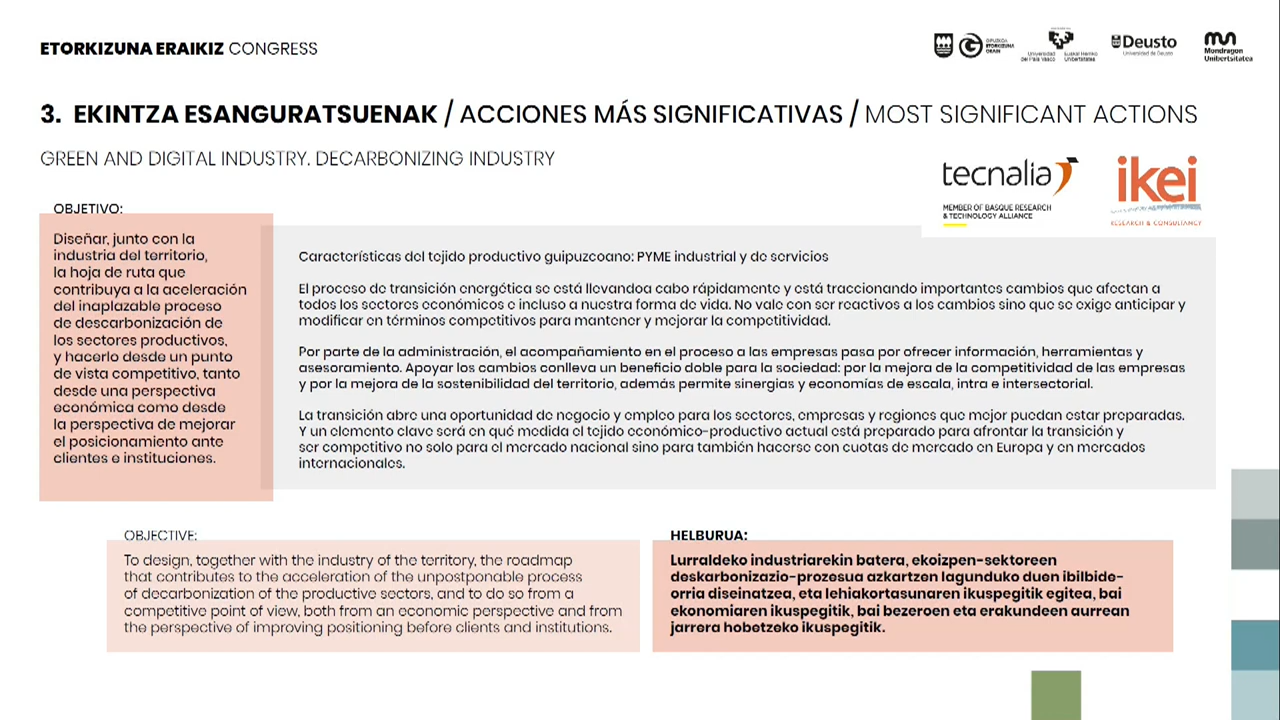 ETORKIZUNA ERAIKIZ CONGRESS
GIPUZKOA
ETORKIZUNA
ORAIN
Universidad
del País Vasco
Euskal Herriko
Unibertsitatea
Deusto
Universidad de Deusto
Mondragon
Unibertsitatea
3. EKINTZA ESANGURATSUENAK / ACCIONES MÁS SIGNIFICATIVAS / MOST SIGNIFICANT ACTIONS
GREEN AND DIGITAL INDUSTRY. DECARBONIZING INDUSTRY
tecnalia
MEMBER OF BASQUE RESEARCH
& TECHNOLOGY ALLIANCE
ikei
RESEARCH & CONSULTANCY
OBJETIVO:
Diseñar, junto con la
industria del territorio,
la hoja de ruta que
contribuya a la aceleración
del inaplazable proceso
de descarbonización de
los sectores productivos,
y hacerlo desde un punto
de vista competitivo, tanto
desde una perspectiva
económica como desde
la perspectiva de mejorar
el posicionamiento ante
clientes e instituciones.
Características del tejido productivo guipuzcoano: PYME industrial y de servicios
El proceso de transición energética se está llevandoa cabo rápidamente y está traccionando importantes cambios que afectan a
todos los sectores económicos e incluso a nuestra forma de vida. No vale con ser reactivos a los cambios sino que se exige anticipar y
modificar en términos competitivos para mantener y mejorar la competitividad.
Por parte de la administración, el acompañamiento en el proceso a las empresas pasa por ofrecer información, herramientas y
asesoramiento. Apoyar los cambios conlleva un beneficio doble para la sociedad: por la mejora de la competitividad de las empresas
y por la mejora de la sostenibilidad del territorio, además permite sinergias y economías de escala, intra e intersectorial.
La transición abre una oportunidad de negocio y empleo para los sectores, empresas y regiones que mejor puedan estar preparadas.
Y un elemento clave será en qué medida el tejido económico-productivo actual está preparado para afrontar la transición y
ser competitivo no solo para el mercado nacional sino para también hacerse con cuotas de mercado en Europa y en mercados
internacionales.
OBJECTIVE:
To design, together with the industry of the territory, the roadmap
that contributes to the acceleration of the unpostponable process
of decarbonization of the productive sectors, and to do so from a
competitive point of view, both from an economic perspective and from
the perspective of improving positioning before clients and institutions.
HELBURUA:
Lurraldeko industriarekin batera, ekoizpen-sektoreen
deskarbonizazio-prozesua azkartzen lagunduko duen ibilbide-
orria diseinatzea, eta lehiakortasunaren ikuspegitik egitea, bai
ekonomiaren ikuspegitik, bai bezeroen eta erakundeen aurrean
jarrera hobetzeko ikuspegitik.